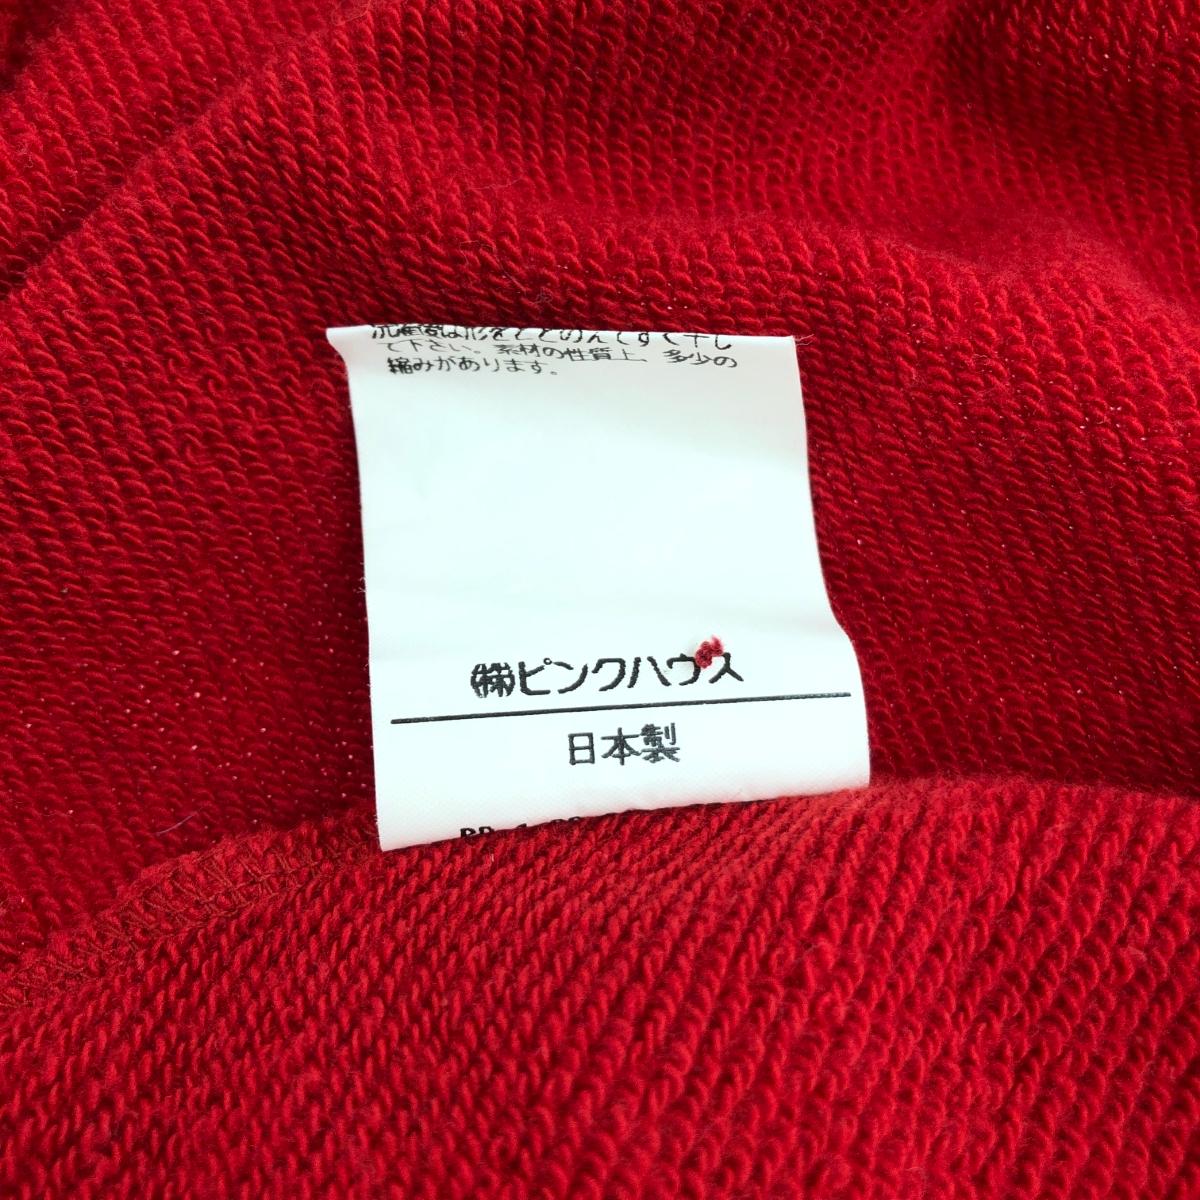 洗濯後は形をととのえてすぐ干し
て下さい。素材の性質上、多少の
縮みがあります。
㈱ピンクハウス
日本製